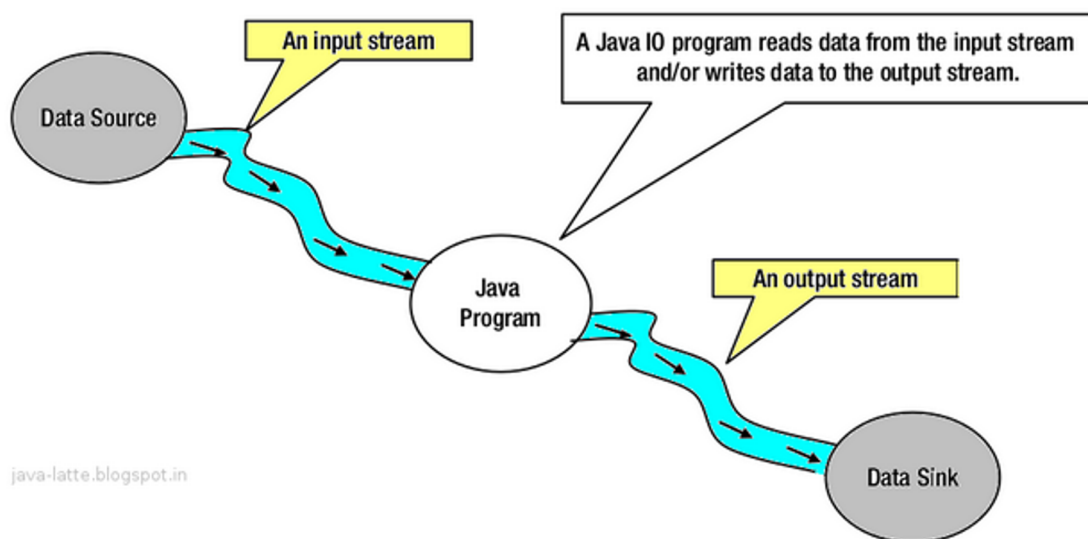 An input stream
A Java IO program reads data from the input stream
and/or writes data to the output stream.
Data Source
Java
Program
An output stream
Data Sink
java-latte.blogspot.in